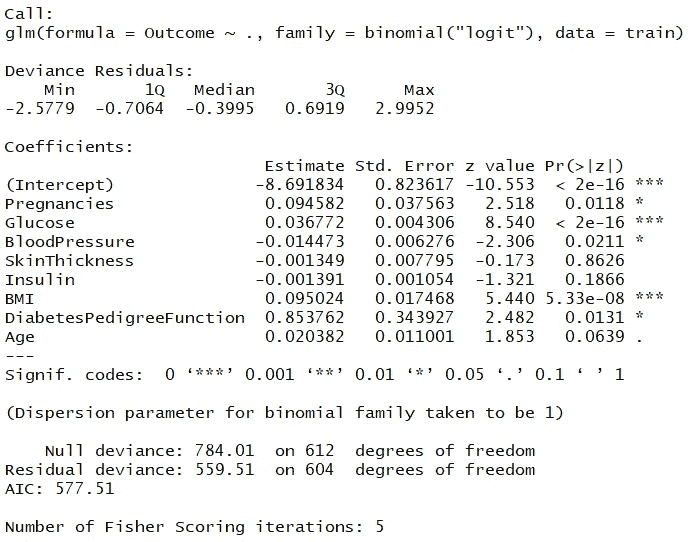 Call:
glm(formula = Outcome ~ ., family = binomial("logit"), data = train)
Deviance Residuals:
Min 1Q Median 3Q Max
-2.5779 -0.7064 -0.3995 0.6919 2.9952
Coefficients:
Estimate Std. Error z value Pr(>|z|)
(Intercept) -8.691834 0.823617 -10.553 < 2e-16 ***
Pregnancies 0.094582 0.037563 2.518 0.0118 *
Glucose 0.036772 0.004306 8.540 < 2e-16 ***
BloodPressure -0.014473 0.006276 -2.306 0.0211 *
SkinThickness -0.001349 0.007795 -0.173 0.8626
Insulin -0.001391 0.001054 -1.321 0.1866
BMI 0.095024 0.017468 5.440 5.33e-08 ***
DiabetesPedigreeFunction 0.853762 0.343927 2.482 0.0131 *
Age 0.020382 0.011001 1.853 0.0639 .
---
Signif. codes: 0 ‘***’ 0.001 ‘**’ 0.01 ‘*’ 0.05 ‘.’ 0.1 ‘ ’ 1
(Dispersion parameter for binomial family taken to be 1)
Null deviance: 784.01 on 612 degrees of freedom
Residual deviance: 559.51 on 604 degrees of freedom
AIC: 577.51
Number of Fisher Scoring iterations: 5